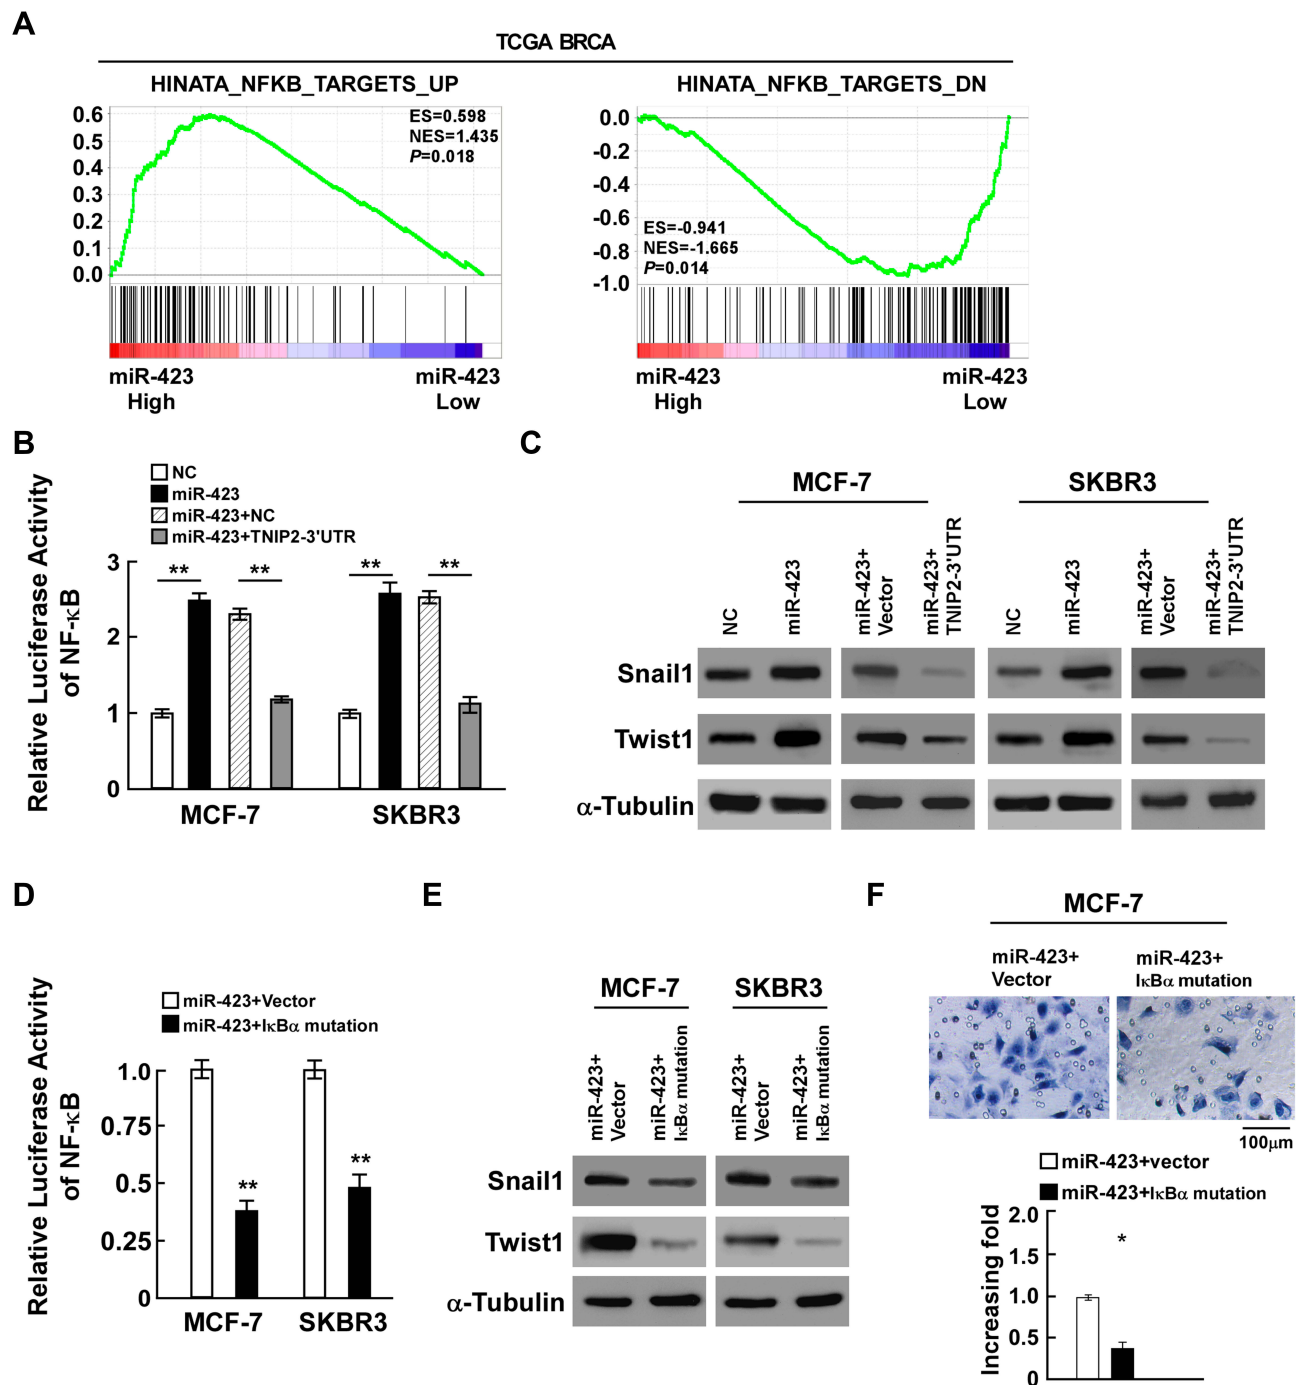 A
TCGA BRCA
HINATA_NFKB_TARGETS_UP
ES=0.598
NES=1.435
P=0.018
0.6
0.5
0.4
0.3
0.2
0.1
0.0
miR-423
High
miR-423
Low
HINATA_NFKB_TARGETS_DN
0.0
-0.2
-0.4
-0.6
-0.8
-1.0
ES=-0.941
NES=-1.665
P=0.014
miR-423
High
miR-423
Low
B
NC
miR-423
miR-423+NC
miR-423+TNIP2-3'UTR
Relative Luciferase Activity
of NF-κB
3
2
1
0
** ** ** **
MCF-7 SKBR3
C
MCF-7 SKBR3
NC
miR-423
miR-423+
Vector
miR-423+
TNIP2-3'UTR
NC
miR-423
miR-423+
Vector
miR-423+
TNIP2-3'UTR
Snail1
Twist1
α-Tubulin
D
miR-423+Vector
miR-423+IκBα mutation
Relative Luciferase Activity
of NF-κB
1.0
0.75
0.5
0.25
0
** **
MCF-7 SKBR3
E
MCF-7 SKBR3
miR-423+
Vector
miR-423+
IκBα mutation
miR-423+
Vector
miR-423+
IκBα mutation
Snail1
Twist1
α-Tubulin
F
MCF-7
miR-423+
Vector
miR-423+
IκBα mutation
100μm
miR-423+vector
miR-423+IκBα mutation
Increasing fold
2.0
1.5
1.0
0.5
0
*